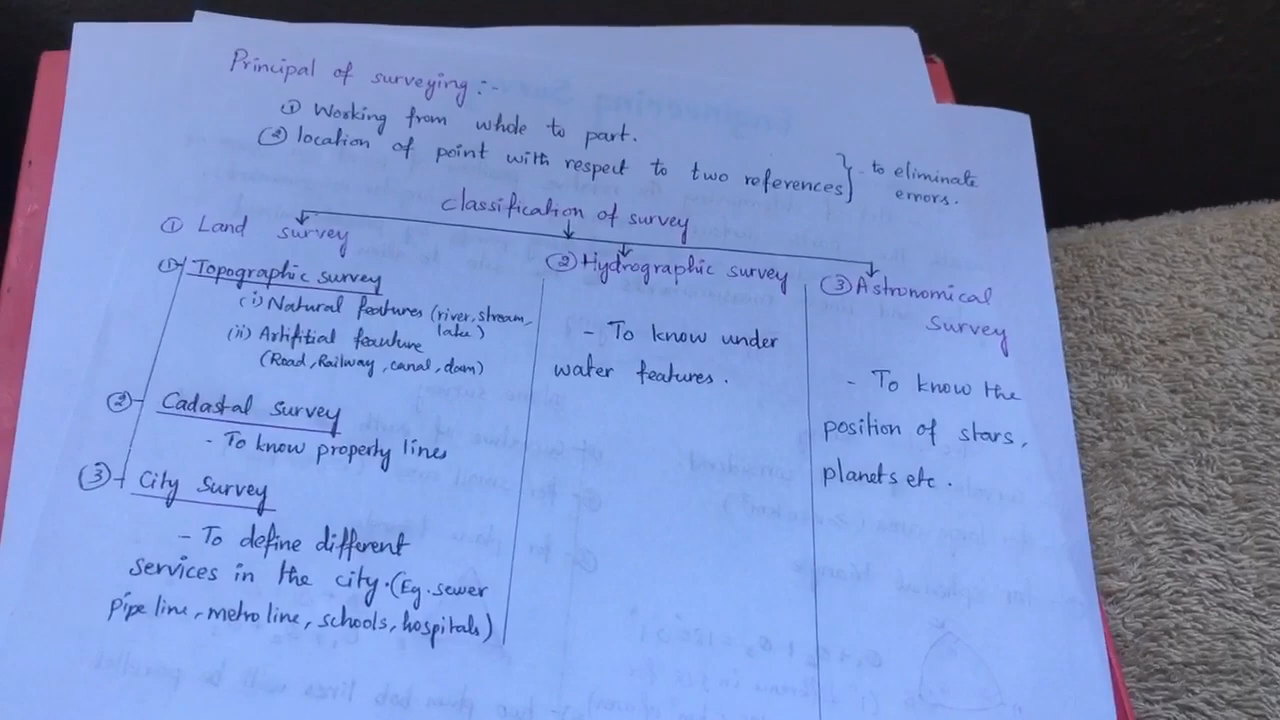 Principal of surveying :-
① Working from whole to part.
② location of point with respect to two references } - to eliminate
errors.
classification of survey
① Land survey
① Topographic survey
(i) Natural features (river, stream,
lake)
(ii) Artifitial feauture
(Road, Railway, canal, dam)
② Cadastal survey
- To know property lines
③ City Survey
- To define different
services in the city. (Eg. sewer
pipe line, metro line, schools, hospitals)
② Hydrographic survey
- To know under
water features.
③ Astronomical
Survey
- To know the
position of stars,
planets etc.